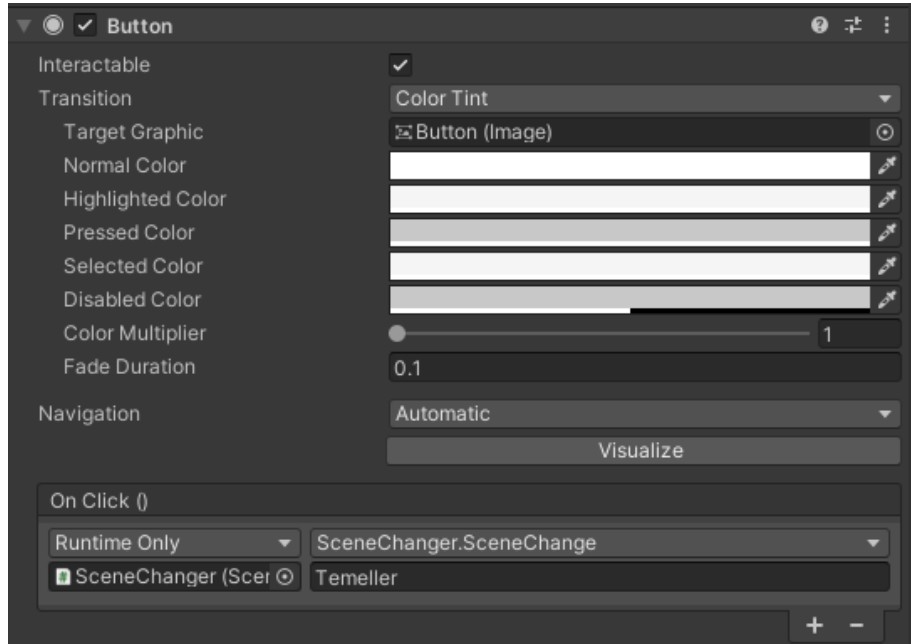 Button
Interactable
Transition Color Tint
Target Graphic Button (Image)
Normal Color
Highlighted Color
Pressed Color
Selected Color
Disabled Color
Color Multiplier 1
Fade Duration 0.1
Navigation Automatic
Visualize
On Click ()
Runtime Only SceneChanger.SceneChange
SceneChanger (Scer Temeller